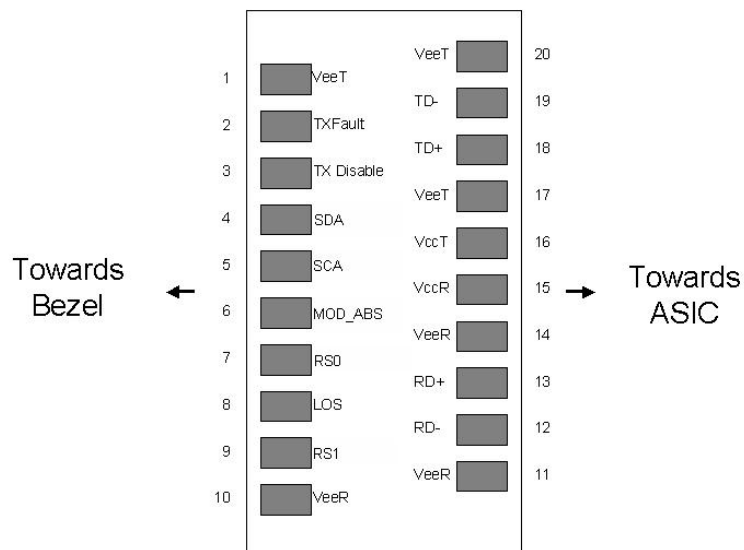 VeeT 20
1 VeeT
TD- 19
2 TXFault
TD+ 18
3 TX Disable
VeeT 17
4 SDA
VccT 16
5 SCA
Towards
Bezel
VccR 15
Towards
ASIC
6 MOD_ABS
VeeR 14
7 RS0
RD+ 13
8 LOS
RD- 12
9 RS1
VeeR 11
10 VeeR